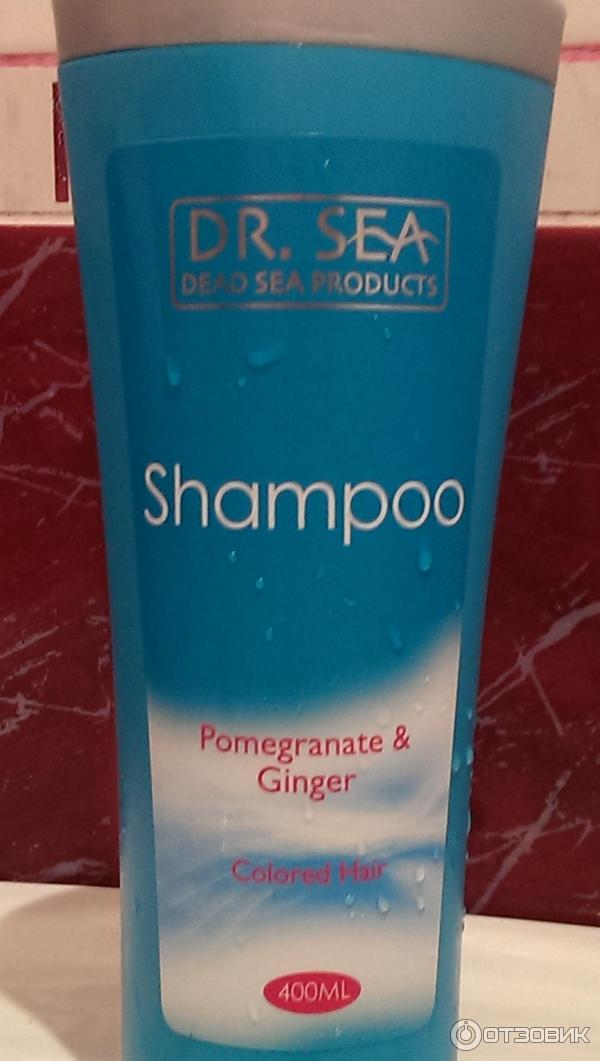 DR. SEA
DEAD SEA PRODUCTS
Shampoo
Pomegranate &
Ginger
Colored Hair
400ML
ОТЗОВИК